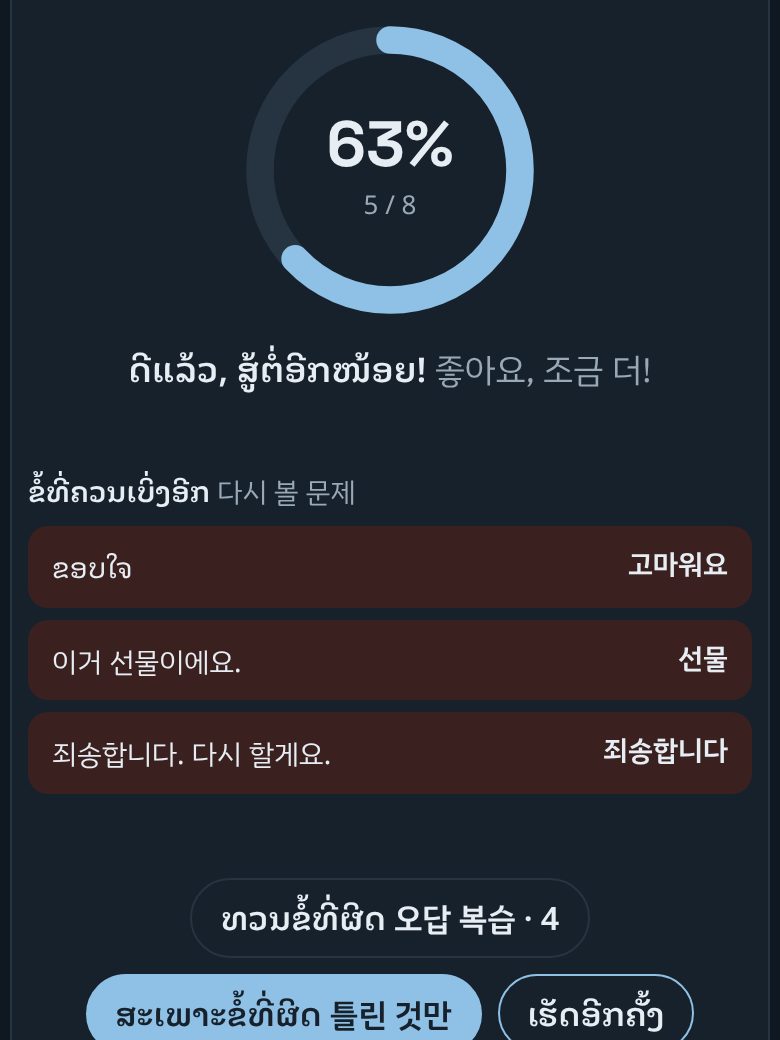 63%
5 / 8
ດີແລ້ວ, ສູ້ຕໍ່ອີກໜ້ອຍ! 좋아요, 조금 더!
ຂໍ້ທີ່ຄວນເບິ່ງອີກ 다시 볼 문제
ຂອບໃຈ 고마워요
이거 선물이에요. 선물
죄송합니다. 다시 할게요. 죄송합니다
ທວນຂໍ້ທີ່ຜິດ 오답 복습 · 4
ສະເພາະຂໍ້ທີ່ຜິດ 틀린 것만 ເຮັດອີກຄັ້ງ